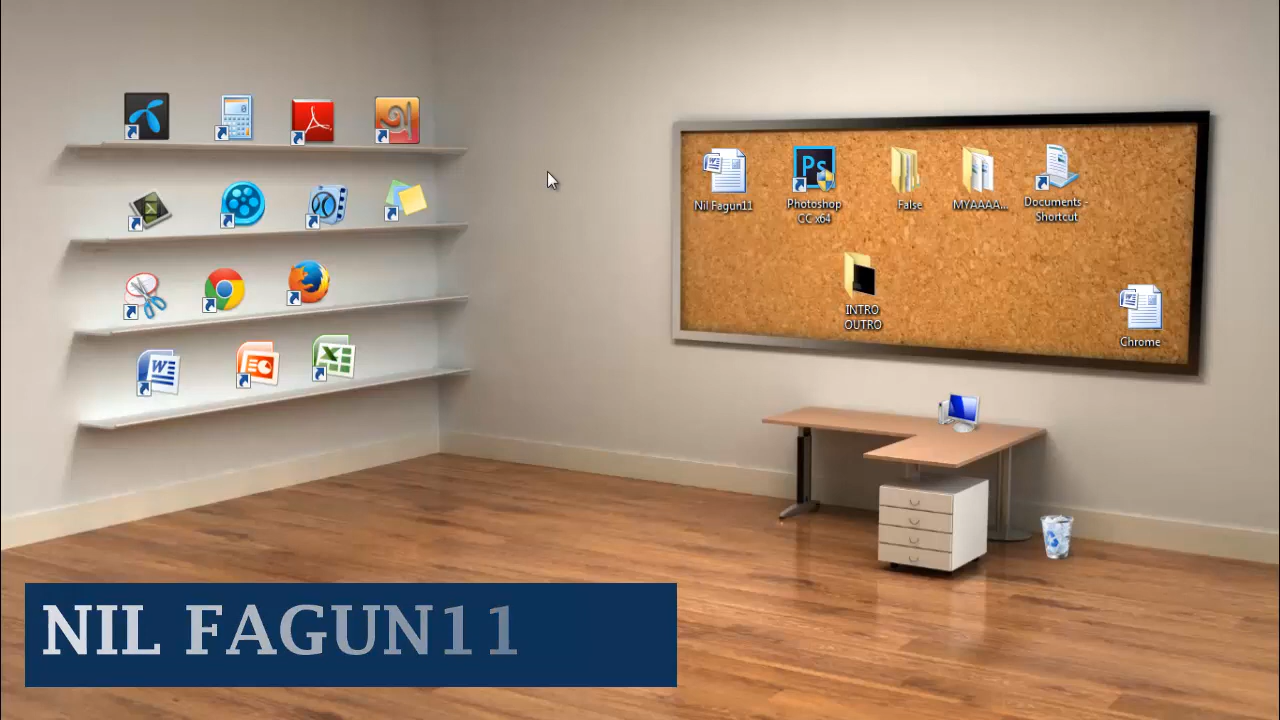 Nil Fagun11
Photoshop
CC x64
False
MYAAAA...
Documents -
Shortcut
INTRO
OUTRO
Chrome
NIL FAGUN11